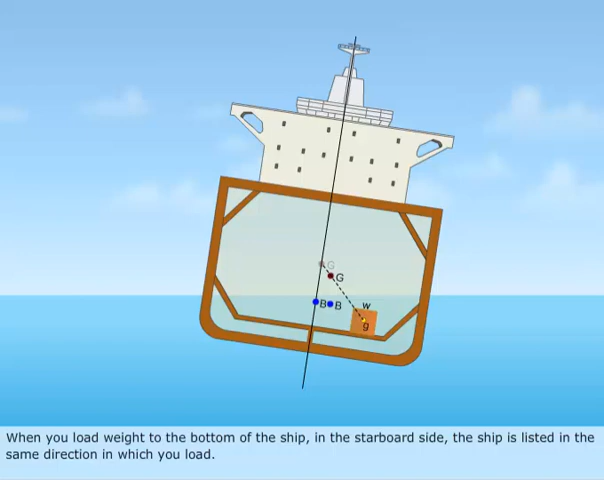 G
G
B B
w
g
When you load weight to the bottom of the ship, in the starboard side, the ship is listed in the
same direction in which you load.